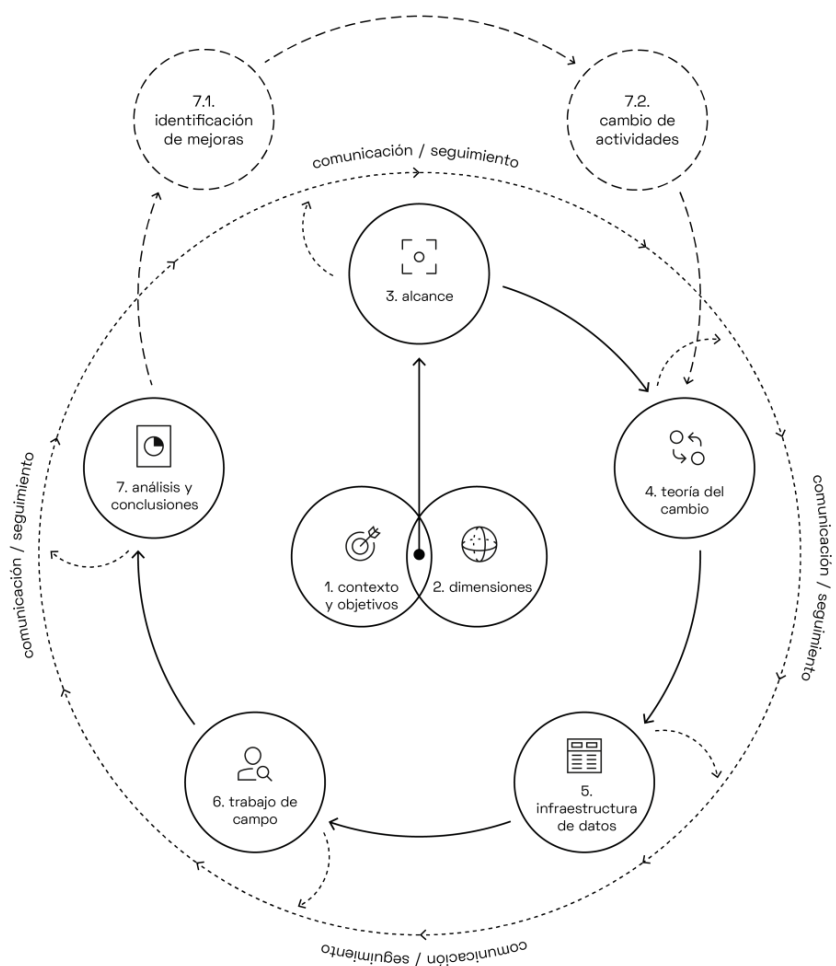 7.1.
identificación
de mejoras
7.2.
cambio de
actividades
comunicación / seguimiento
3. alcance
7. análisis y
conclusiones
4. teoría del
cambio
comunicación / seguimiento
comunicación / seguimiento
1. contexto
y objetivos
2. dimensiones
6. trabajo de
campo
5.
infraestructura
de datos
comunicación / seguimiento